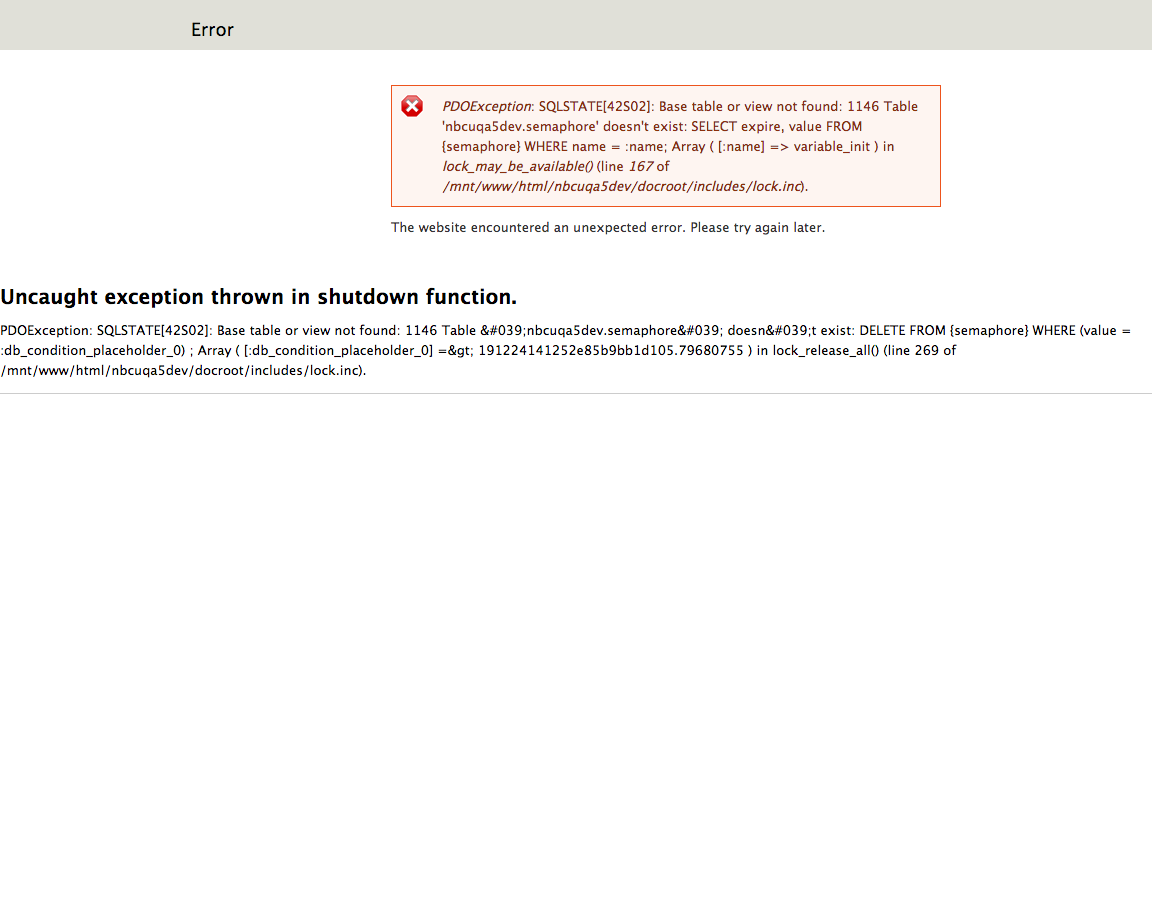 Error
PDOException: SQLSTATE[42S02]: Base table or view not found: 1146 Table
'nbcuqa5dev.semaphore' doesn't exist: SELECT expire, value FROM
{semaphore} WHERE name = :name; Array ( [:name] => variable_init ) in
lock_may_be_available() (line 167 of
/mnt/www/html/nbcuqa5dev/docroot/includes/lock.inc).
The website encountered an unexpected error. Please try again later.
Uncaught exception thrown in shutdown function.
PDOException: SQLSTATE[42S02]: Base table or view not found: 1146 Table &#039;nbcuqa5dev.semaphore&#039; doesn&#039;t exist: DELETE FROM {semaphore} WHERE (value =
:db_condition_placeholder_0) ; Array ( [:db_condition_placeholder_0] =&gt; 191224141252e85b9bb1d105.79680755 ) in lock_release_all() (line 269 of
/mnt/www/html/nbcuqa5dev/docroot/includes/lock.inc).